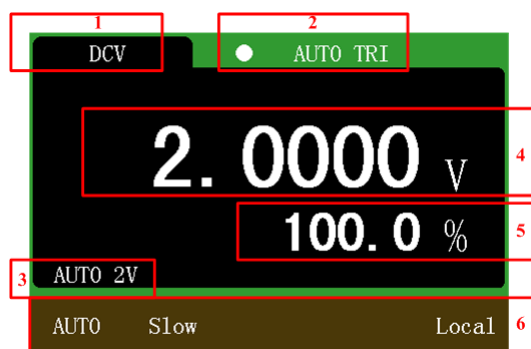 1 2
DCV AUTO TRI
2.0000 V 4
100.0 % 5
3 AUTO 2V
AUTO Slow Local 6